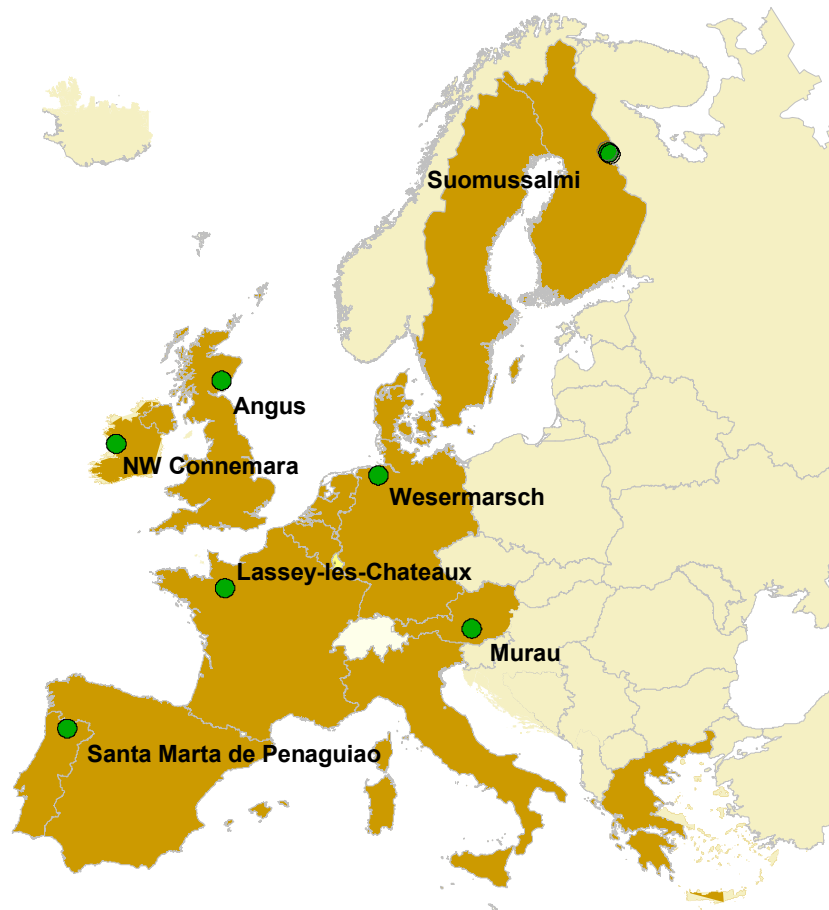 Suomussalmi
Angus
NW Connemara
Wesermarsch
Lassey-les-Chateaux
Murau
Santa Marta de Penaguiao